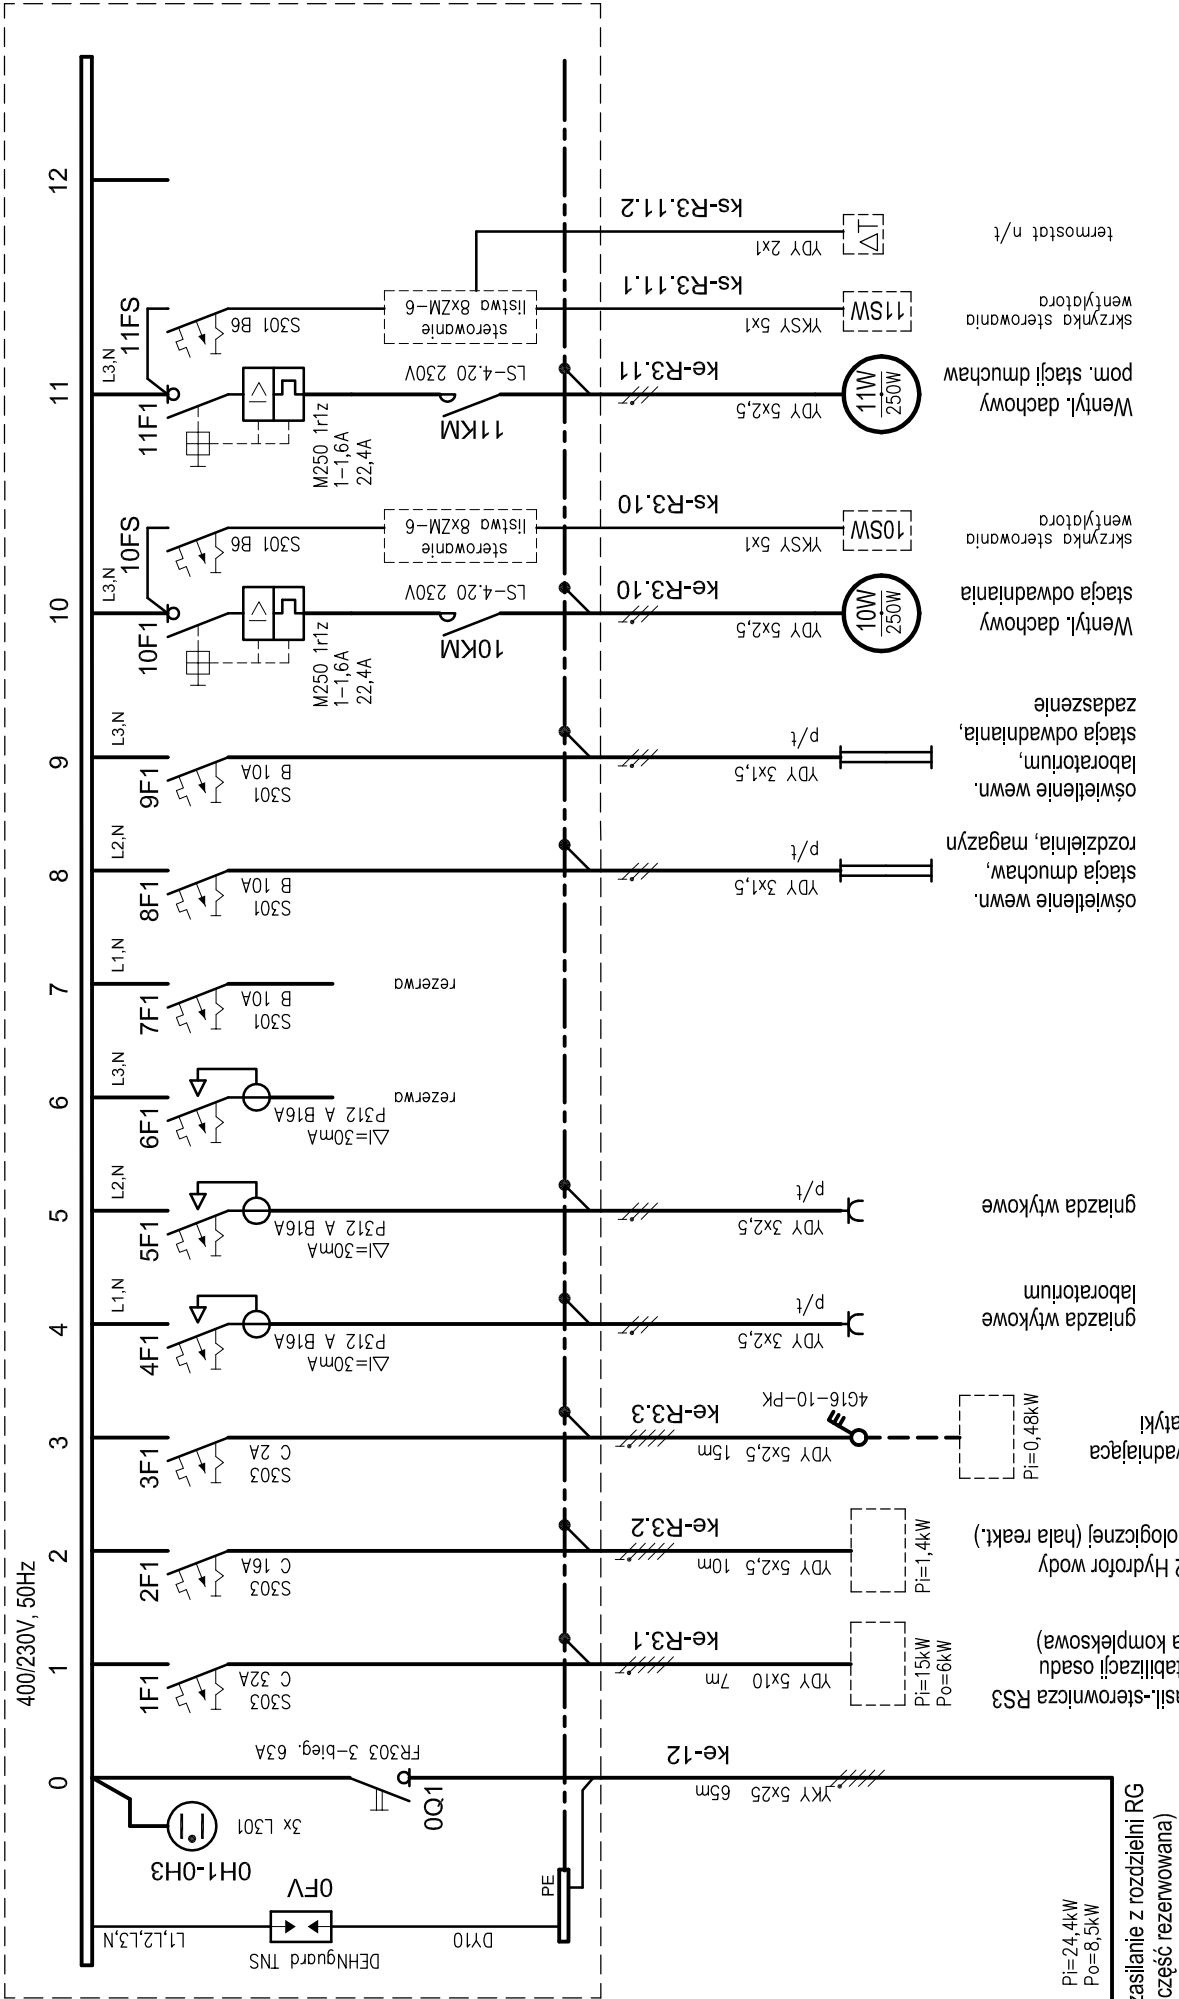 400/230V, 50Hz
0
1
2
3
4
5
6
7
8
9
10
11
12
L1,L2,L3,N
DEHNguard TNS
0FV
DY10
PE
0H1-0H3
3x L301
0Q1
FR303 3-bieg. 63A
ke-12
YKY 5x25 65m
Pi=24,4kW
Po=8,5kW
zasilanie z rozdzielni RG
część rezerwowana)
1F1
S303
C 32A
ke-R3.1
YDY 5x10 7m
Pi=15kW
Po=6kW
asil.-sterownicza RS3
tabilizacji osadu
a kompleksowa)
2F1
S303
C 16A
ke-R3.2
YDY 5x2,5 10m
Pi=1,4kW
2 Hydrofor wody
ologicznej (hala reakt.)
3F1
S303
C 2A
ke-R3.3
YDY 5x2,5 15m
4G16-10-PK
Pi=0,48kW
wadniająca
atyki
L1,N
4F1
ΔI=30mA
P312 A B16A
YDY 3x2,5
p/t
gniazda wtykowe
laboratorium
L2,N
5F1
ΔI=30mA
P312 A B16A
YDY 3x2,5
p/t
gniazda wtykowe
L3,N
6F1
ΔI=30mA
P312 A B16A
rezerwa
L1,N
7F1
S301
B 10A
rezerwa
L2,N
8F1
S301
B 10A
YDY 3x1,5
p/t
oświetlenie wewn.
stacja dmuchaw,
rozdzielnia, magazyn
L3,N
9F1
S301
B 10A
YDY 3x1,5
p/t
oświetlenie wewn.
laboratorium,
stacja odwadniania,
zadaszenie
L3,N
10F1
M250 1r1z
1-1,6A
22,4A
10KM
LS-4.20 230V
ke-R3.10
YDY 5x2,5
10W
250W
Wentyl. dachowy
stacja odwadniania
10FS
S301 B6
sterowanie
listwa 8xZM-6
ks-R3.10
YKSY 5x1
10SW
skrzynka sterowania
wentylatora
L3,N
11F1
M250 1r1z
1-1,6A
22,4A
11KM
LS-4.20 230V
ke-R3.11
YDY 5x2,5
11W
250W
Wentyl. dachowy
pom. stacji dmuchaw
11FS
S301 B6
sterowanie
listwa 8xZM-6
ks-R3.11.1
YKSY 5x1
11SW
skrzynka sterowania
wentylatora
ks-R3.11.2
YDY 2x1
ΔT
termostat n/t